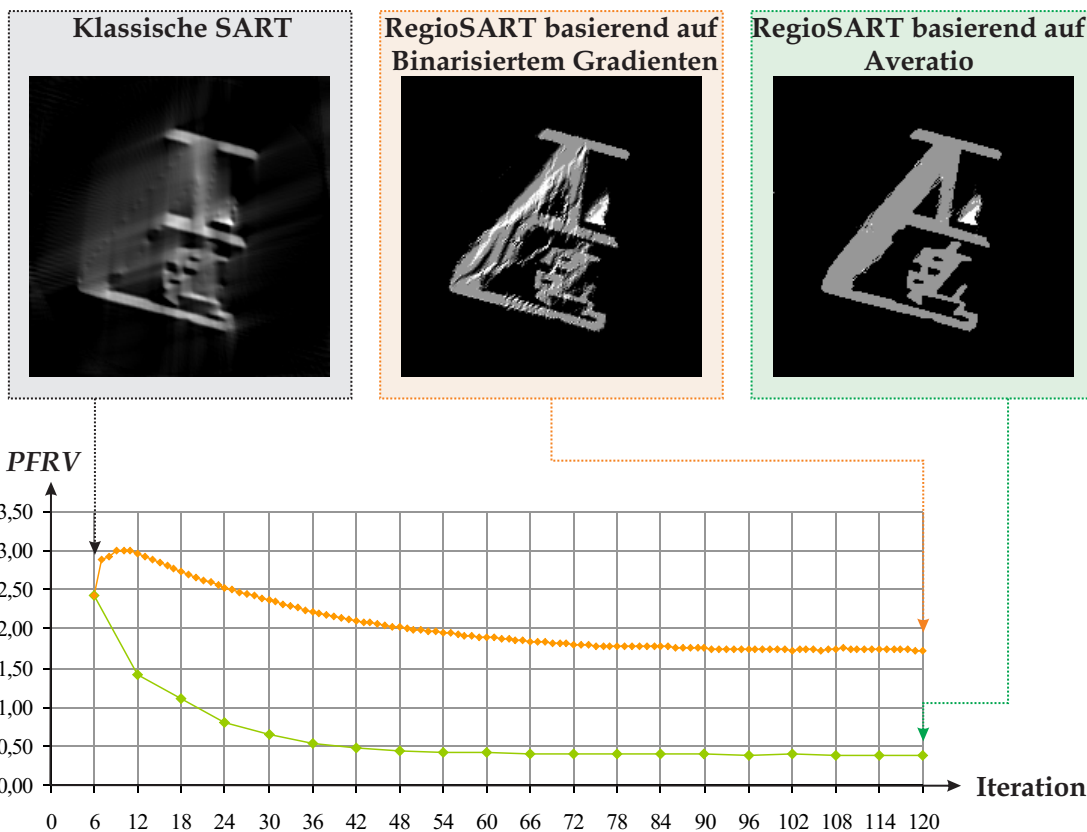 Klassische SART
RegioSART basierend auf
Binarisiertem Gradienten
RegioSART basierend auf
Averatio
PFRV
3,50
3,00
2,50
2,00
1,50
1,00
0,50
0,00
0 6 12 18 24 30 36 42 48 54 60 66 72 78 84 90 96 102 108 114 120
Iteration